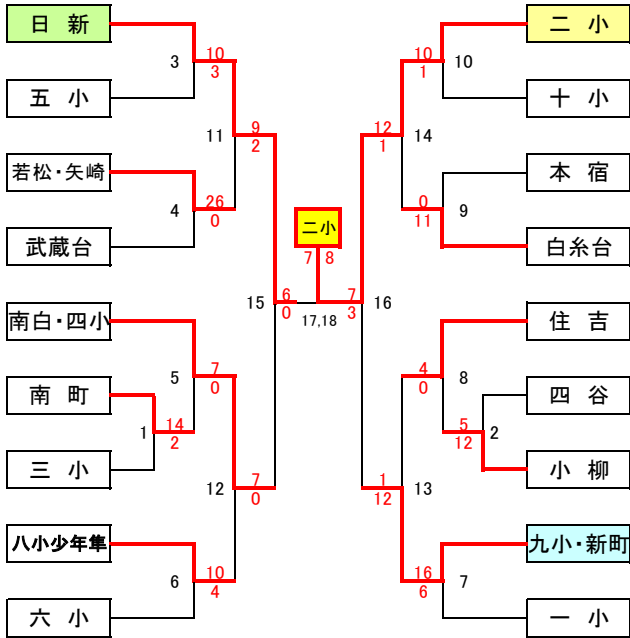 日 新
二 小
10
3
3
10
1
10
五 小
十 小
11
9
2
12
1
14
若松・矢崎
本 宿
26
0
4
0
11
9
二小
武蔵台
白糸台
7 8
15
6
0
17,18
7
3
16
南白・四小
住 吉
7
0
5
4
0
8
南 町
四 谷
14
2
1
5
12
2
三 小
小 柳
12
7
0
1
12
13
八小少年隼
九小・新町
10
4
6
16
6
7
六 小
一 小